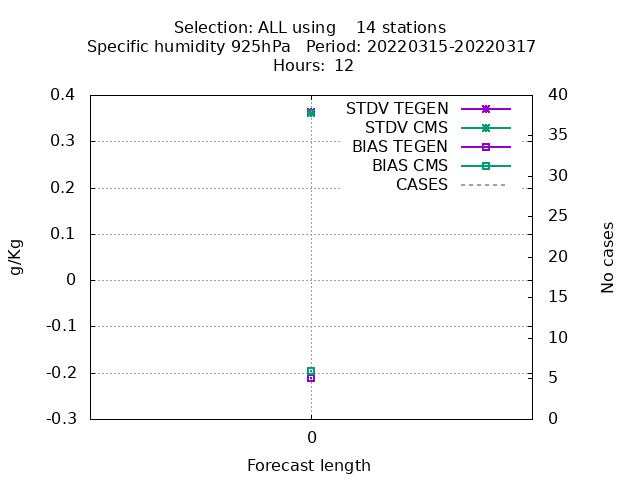 Selection: ALL using    14 stations
Specific humidity 925hPa   Period: 20220315-20220317
Hours:  12
STDV TEGEN
STDV CMS
BIAS TEGEN
BIAS CMS
CASES
0.4
0.3
0.2
0.1
0
-0.1
-0.2
-0.3
g/Kg
40
35
30
25
20
15
10
5
0
No cases
0
Forecast length